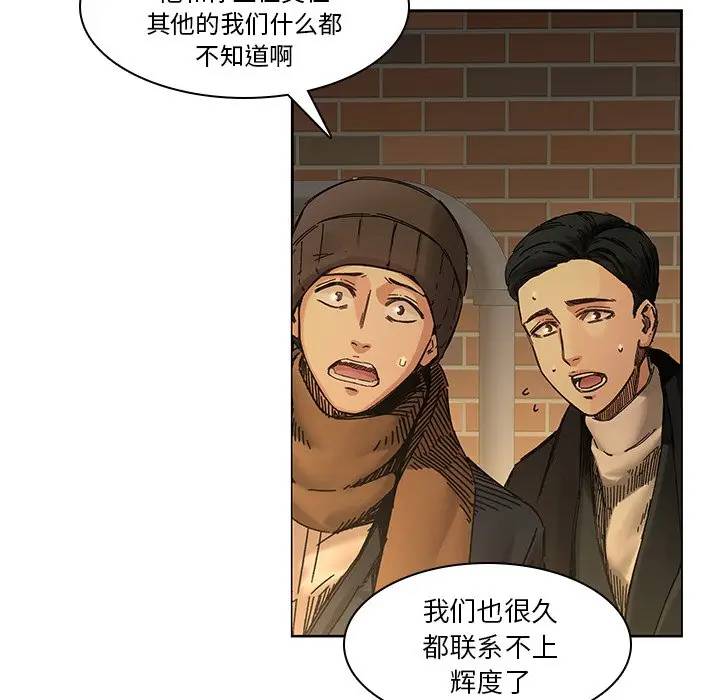 其他的我们什么都
不知道啊
我们也很久
都联系不上
辉度了